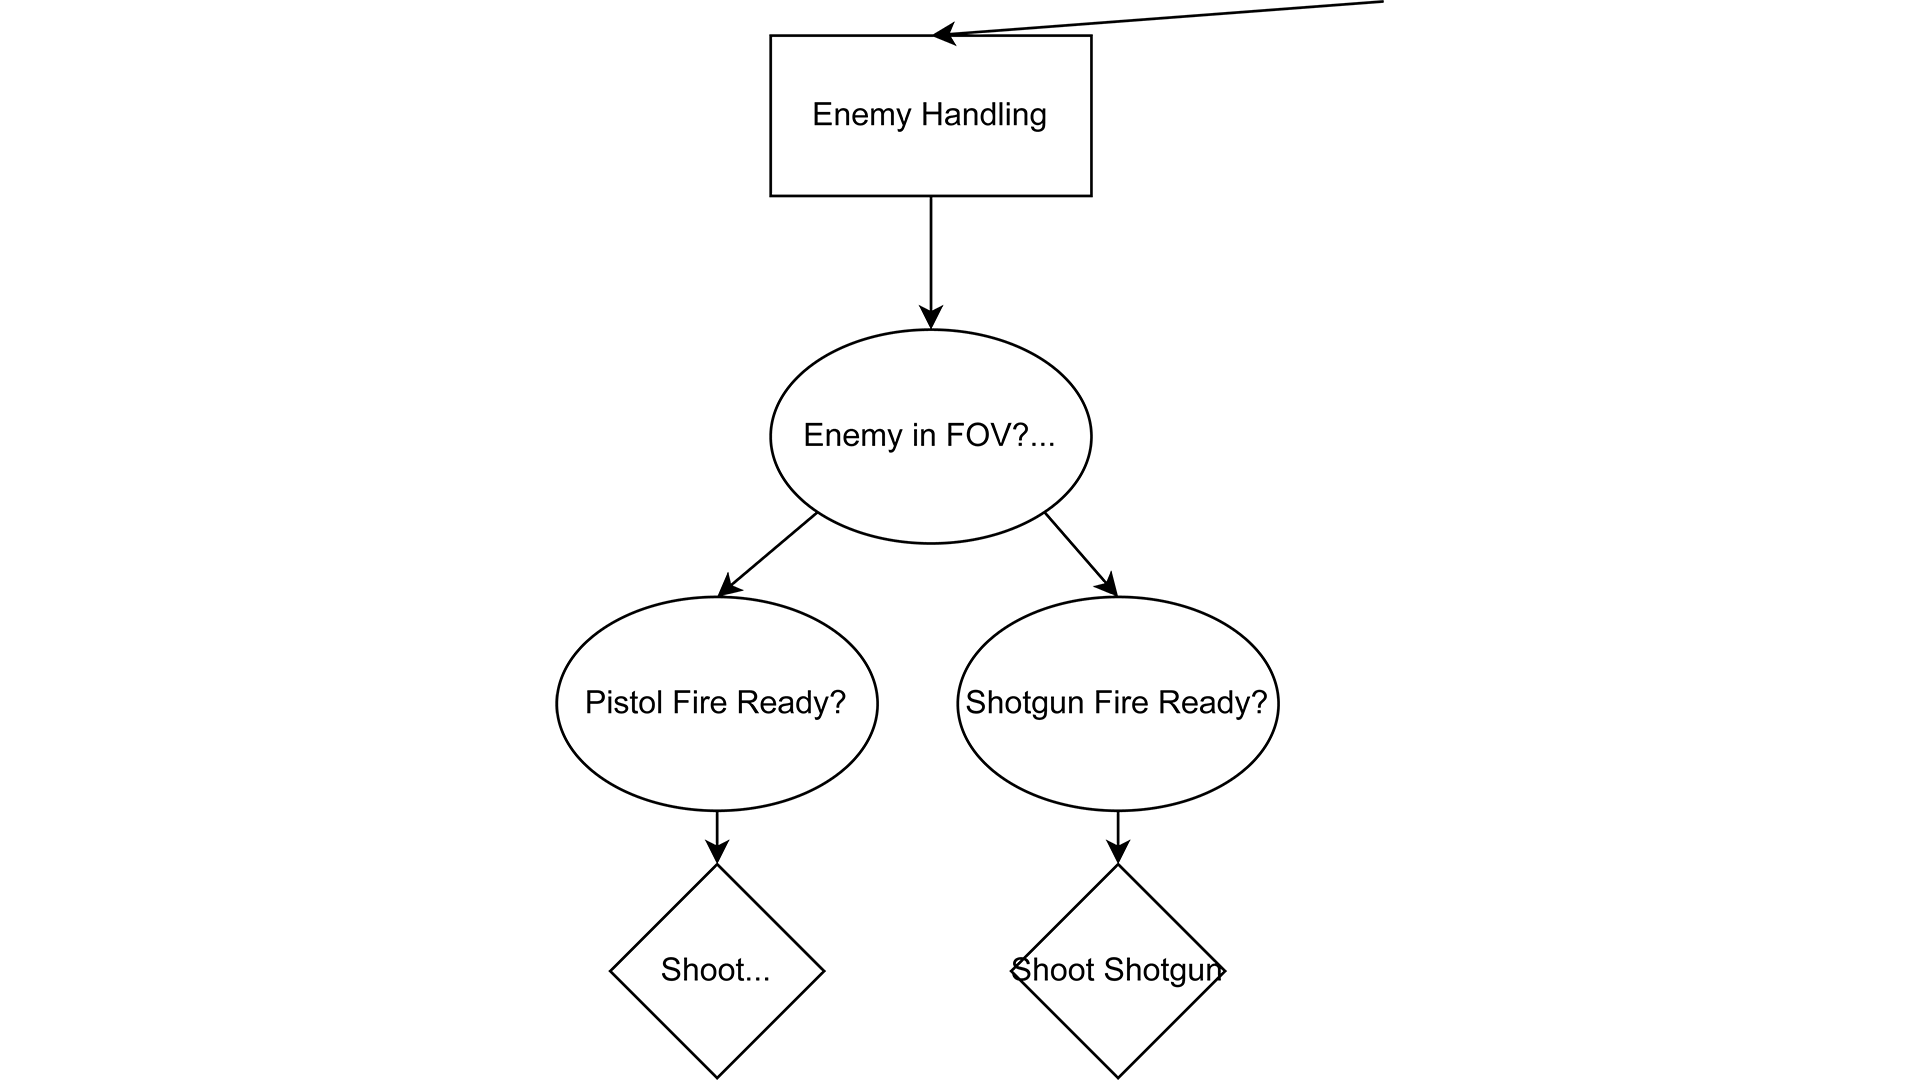 Enemy Handling
Enemy in FOV?...
Pistol Fire Ready?
Shotgun Fire Ready?
Shoot...
Shoot Shotgun